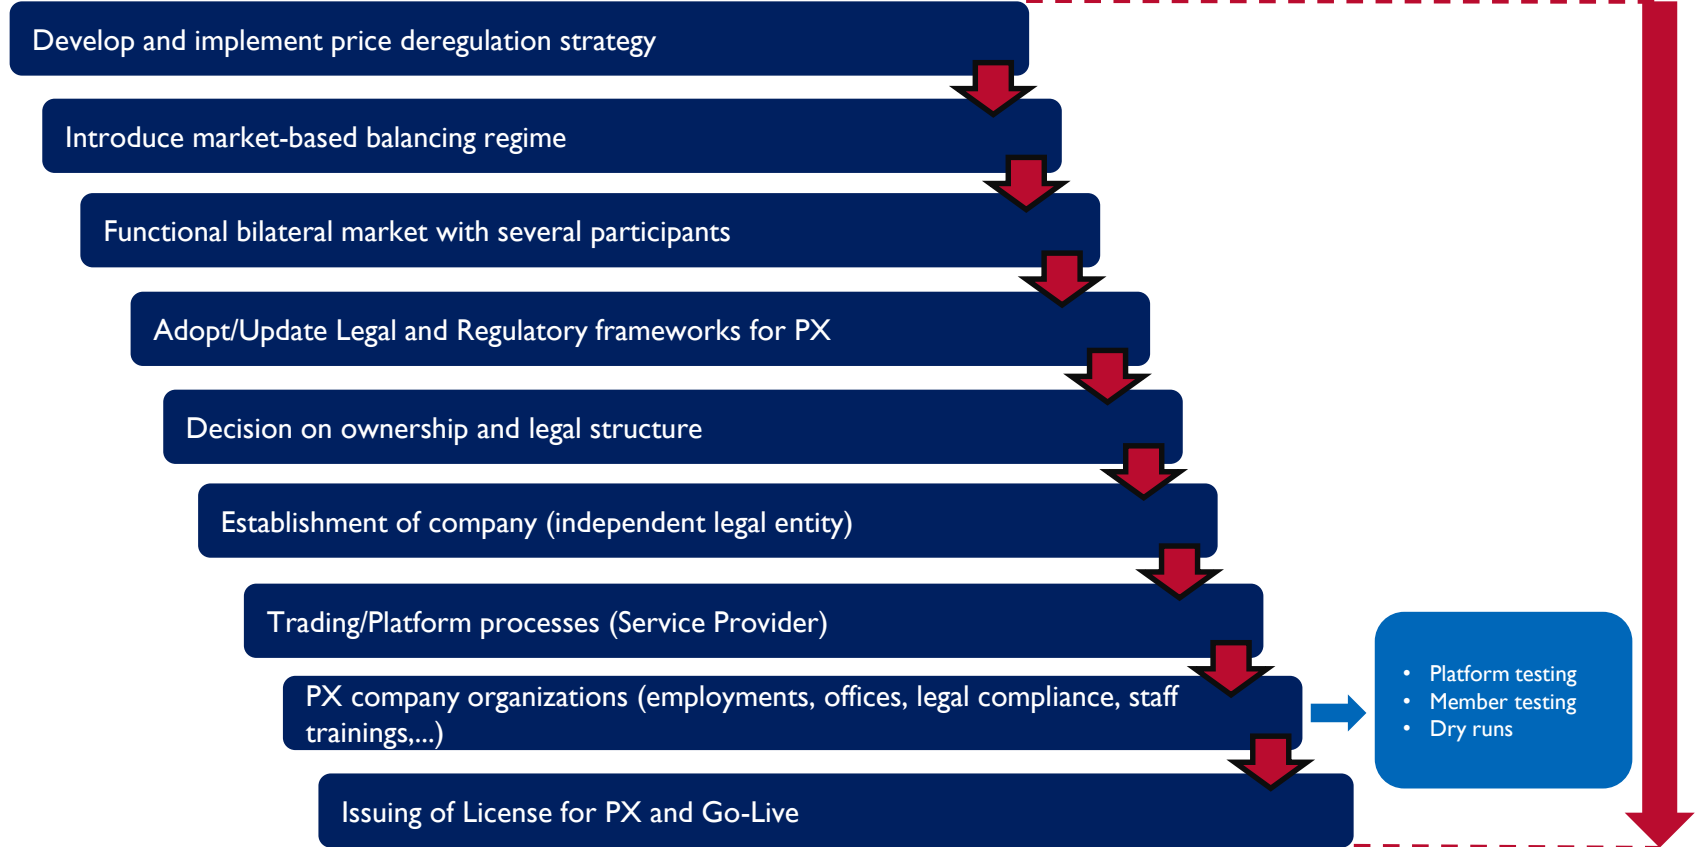 Develop and implement price deregulation strategy
Introduce market-based balancing regime
Functional bilateral market with several participants
Adopt/Update Legal and Regulatory frameworks for PX
Decision on ownership and legal structure
Establishment of company (independent legal entity)
Trading/Platform processes (Service Provider)
PX company organizations (employments, offices, legal compliance, staff
trainings,...)
• Platform testing
• Member testing
• Dry runs
Issuing of License for PX and Go-Live